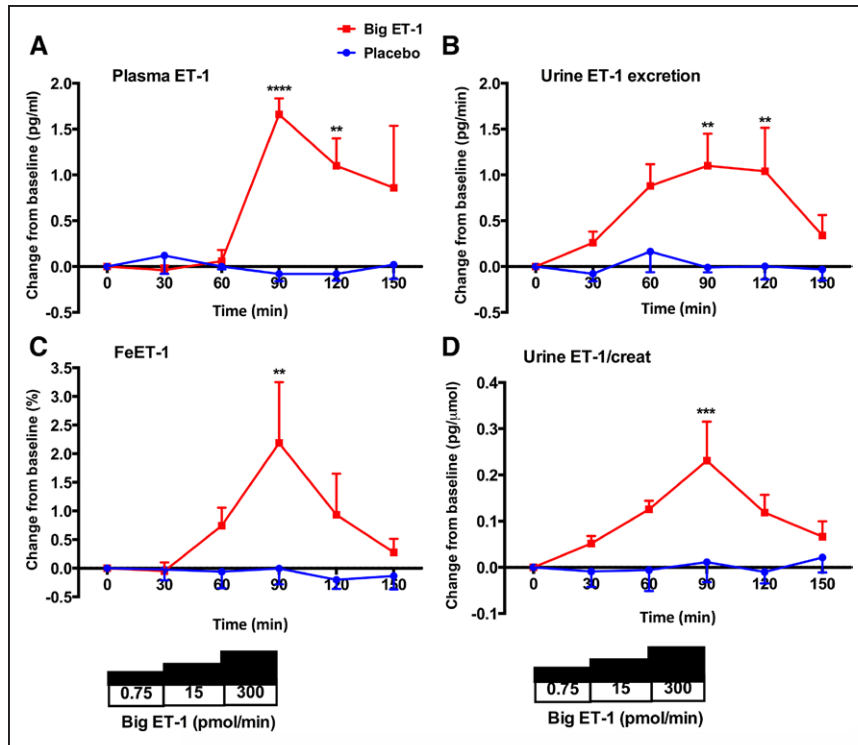 A
Big ET-1
Placebo
Plasma ET-1
Change from baseline (pg/ml)
2.0
1.5
1.0
0.5
0.0
-0.5
****
**
0 30 60 90 120 150
Time (min)
B
Urine ET-1 excretion
Change from baseline (pg/min)
2.0
1.5
1.0
0.5
0.0
-0.5
** **
0 30 60 90 120 150
Time (min)
C
FeET-1
Change from baseline (%)
3.5
3.0
2.5
2.0
1.5
1.0
0.5
0.0
-0.5
**
0 30 60 90 120 150
Time (min)
0.75 15 300
Big ET-1 (pmol/min)
D
Urine ET-1/creat
Change from baseline (pg/μmol)
0.4
0.3
0.2
0.1
0.0
-0.1
***
0 30 60 90 120 150
Time (min)
0.75 15 300
Big ET-1 (pmol/min)